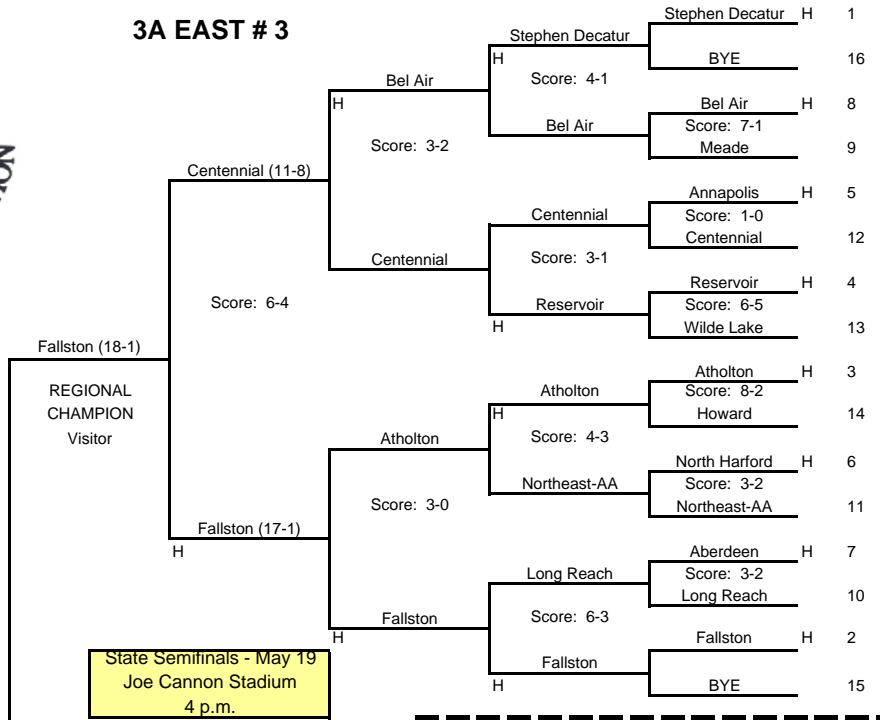 3A EAST # 3
Stephen Decatur H 1
BYE 16
Bel Air H 8
Score: 7-1
Meade 9
Annapolis H 5
Score: 1-0
Centennial 12
Reservoir H 4
Score: 6-5
Wilde Lake 13
Atholton H 3
Score: 8-2
Howard 14
North Harford H 6
Score: 3-2
Northeast-AA 11
Aberdeen H 7
Score: 3-2
Long Reach 10
Fallston H 2
BYE 15
Stephen Decatur
H
Score: 4-1
Bel Air
Centennial
Score: 3-1
Reservoir
H
Atholton
H
Score: 4-3
Northeast-AA
Long Reach
Score: 6-3
Fallston
H
Bel Air
H
Score: 3-2
Centennial
Atholton
Score: 3-0
Fallston
H
Centennial (11-8)
Score: 6-4
Fallston (17-1)
H
Fallston (18-1)
REGIONAL
CHAMPION
Visitor
State Semifinals - May 19
Joe Cannon Stadium
4 p.m.